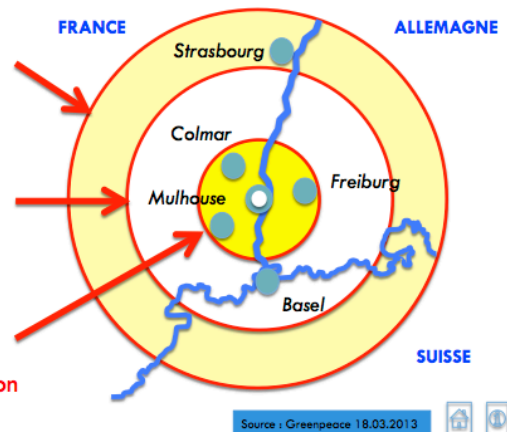 FRANCE
ALLEMAGNE
Strasbourg
Colmar
Mulhouse
Freiburg
Basel
SUISSE
on
Source : Greenpeace 18.03.2013